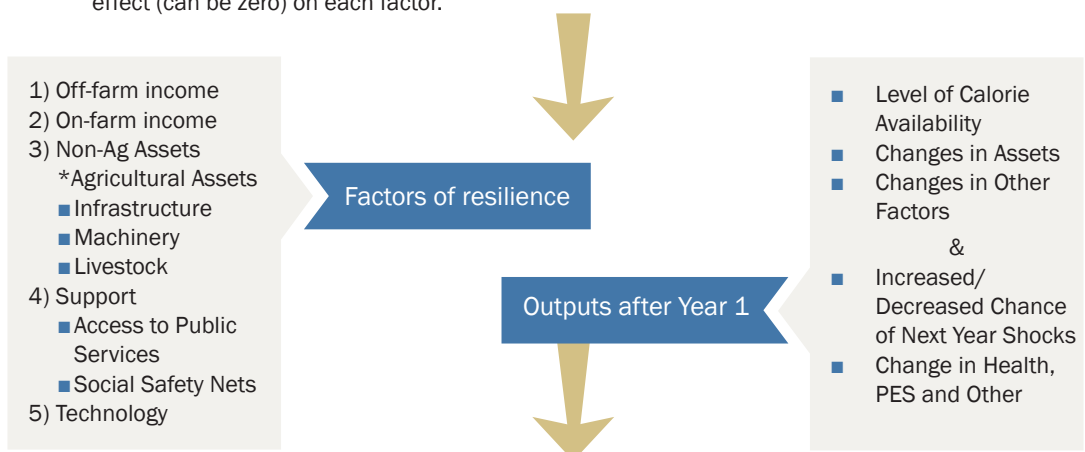 effect (can be zero) on each factor.
1) Off-farm income
2) On-farm income
3) Non-Ag Assets
*Agricultural Assets
■ Infrastructure
■ Machinery
■ Livestock
4) Support
■ Access to Public
Services
■ Social Safety Nets
5) Technology
Factors of resilience
Outputs after Year 1
■ Level of Calorie
Availability
■ Changes in Assets
■ Changes in Other
Factors
&
■ Increased/
Decreased Chance
of Next Year Shocks
■ Change in Health,
PES and Other